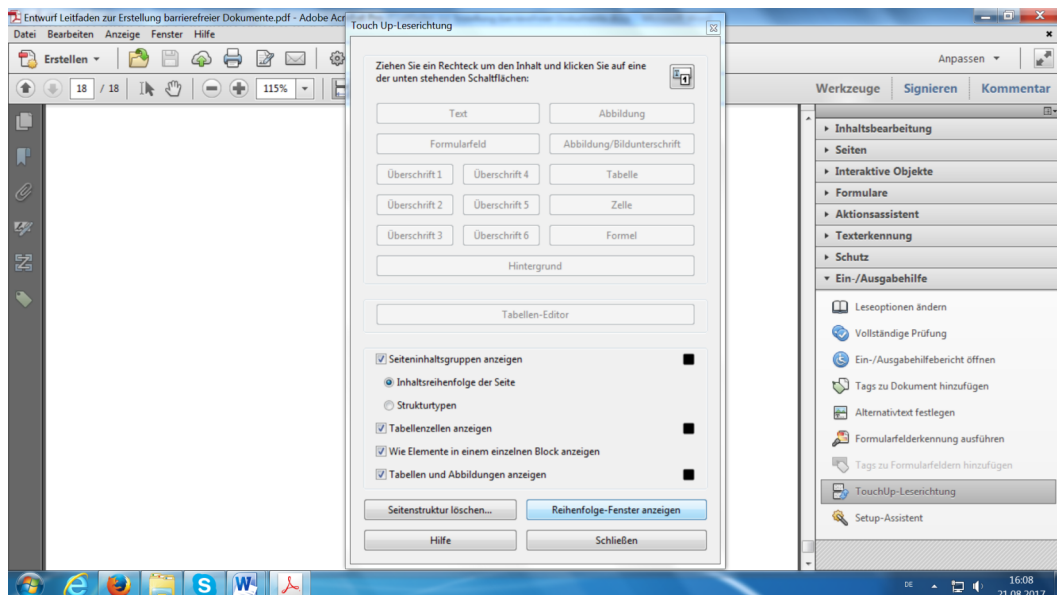 Entwurf Leitfaden zur Erstellung barrierefreier Dokumente.pdf - Adobe Acr
Datei Bearbeiten Anzeige Fenster Hilfe
Erstellen
Anpassen
18 / 18
115%
Werkzeuge Signieren Kommentar
Touch Up-Leserichtung
Ziehen Sie ein Rechteck um den Inhalt und klicken Sie auf eine
der unten stehenden Schaltflächen:
Text Abbildung
Formularfeld Abbildung/Bildunterschrift
Überschrift 1 Überschrift 4 Tabelle
Überschrift 2 Überschrift 5 Zelle
Überschrift 3 Überschrift 6 Formel
Hintergrund
Tabellen-Editor
Seiteninhaltsgruppen anzeigen
Inhaltsreihenfolge der Seite
Strukturtypen
Tabellenzellen anzeigen
Wie Elemente in einem einzelnen Block anzeigen
Tabellen und Abbildungen anzeigen
Seitenstruktur löschen... Reihenfolge-Fenster anzeigen
Hilfe Schließen
Inhaltsbearbeitung
Seiten
Interaktive Objekte
Formulare
Aktionsassistent
Texterkennung
Schutz
Ein-/Ausgabehilfe
Leseoptionen ändern
Vollständige Prüfung
Ein-/Ausgabehilfebericht öffnen
Tags zu Dokument hinzufügen
Alternativtext festlegen
Formularfelderkennung ausführen
Tags zu Formularfeldern hinzufügen
TouchUp-Leserichtung
Setup-Assistent
DE
16:08
21.08.2017